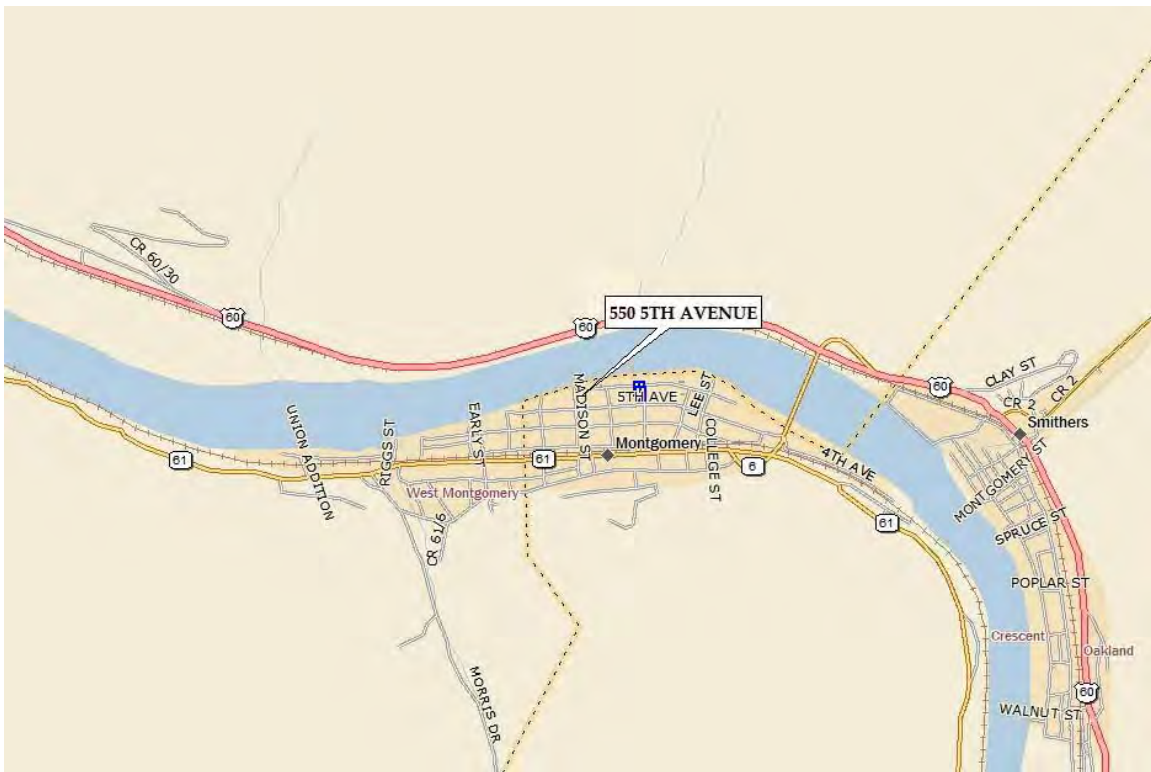 CR 60/30
60
60
550 5TH AVENUE
60
CLAY ST
CR 2
CR 2
Smithers
MONTGOMERY ST
SPRUCE ST
POPLAR ST
Crescent
Oakland
60
WALNUT ST
MADISON ST
5TH AVE
LEE ST
COLLEGE ST
EARLY ST
Montgomery
61
6
4TH AVE
61
61
UNION ADDITION
RIGGS ST
West Montgomery
CR 61/6
MORRIS DR